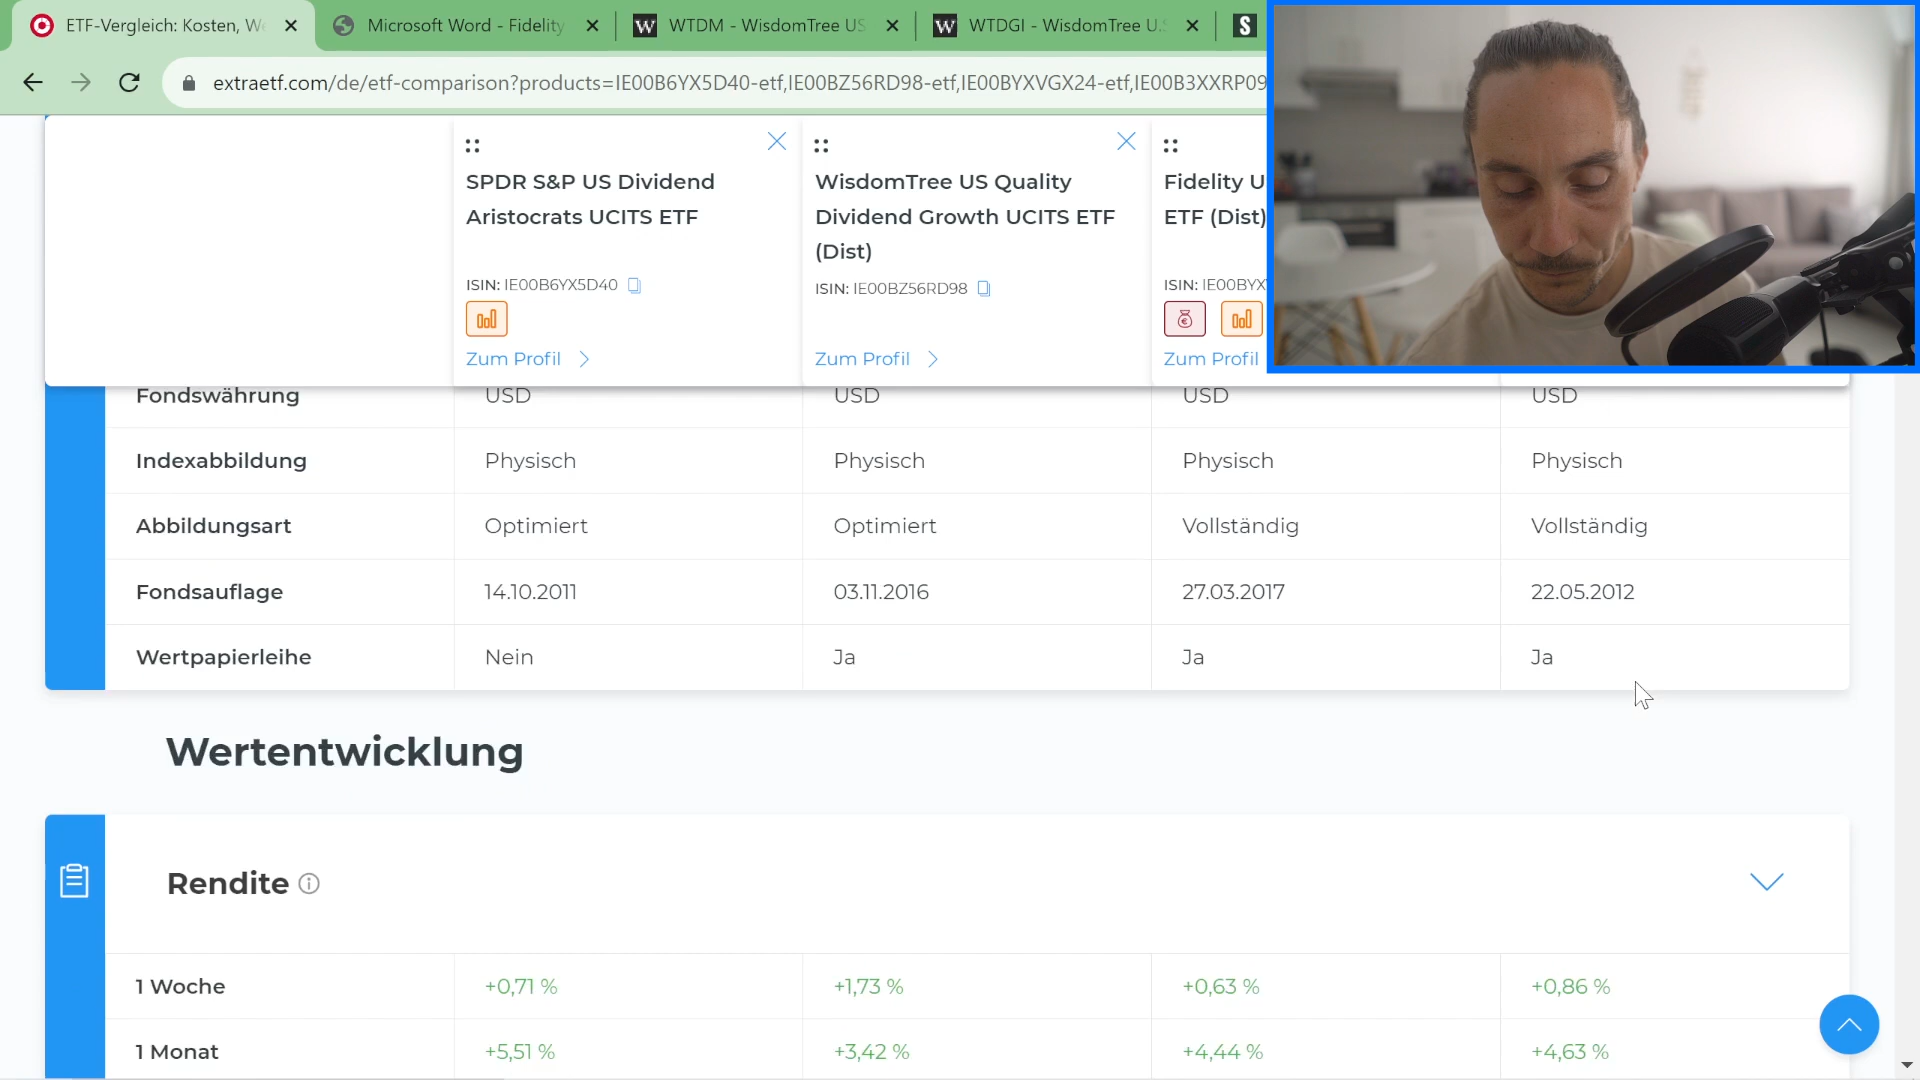 ETF-Vergleich: Kosten, We
Microsoft Word - Fidelity
WTDM - WisdomTree US
WTDGI - WisdomTree U.S
extraetf.com/de/etf-comparison?products=IE00B6YX5D40-etf,IE00BZ56RD98-etf,IE00BYXVGX24-etf,IE00B3XXRP09
SPDR S&P US Dividend
Aristocrats UCITS ETF
ISIN: IE00B6YX5D40
Zum Profil
WisdomTree US Quality
Dividend Growth UCITS ETF
(Dist)
ISIN: IE00BZ56RD98
Zum Profil
Fidelity U
ETF (Dist)
ISIN: IE00BYX
Zum Profil
Fondswährung USD USD USD USD
Indexabbildung Physisch Physisch Physisch Physisch
Abbildungsart Optimiert Optimiert Vollständig Vollständig
Fondsauflage 14.10.2011 03.11.2016 27.03.2017 22.05.2012
Wertpapierleihe Nein Ja Ja Ja
Wertentwicklung
Rendite
1 Woche +0,71 % +1,73 % +0,63 % +0,86 %
1 Monat +5,51 % +3,42 % +4,44 % +4,63 %